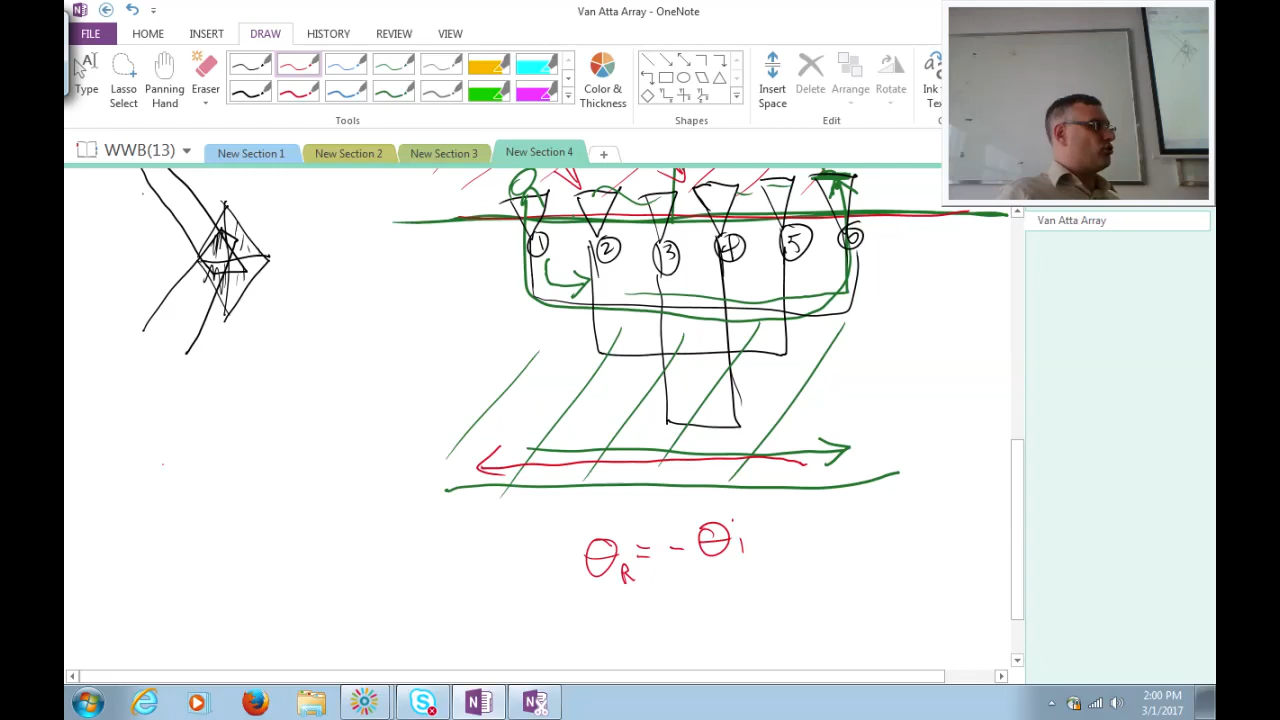 Van Atta Array - OneNote
FILE HOME INSERT DRAW HISTORY REVIEW VIEW
Type
Lasso Select
Panning Hand
Eraser
Color & Thickness
Insert Space
Delete
Arrange
Rotate
Ink to
Tools
Shapes
Edit
WWB(13)
New Section 1
New Section 2
New Section 3
New Section 4
Van Atta Array
1 2 3 4 5 6
θR = - θi
2:00 PM
3/1/2017